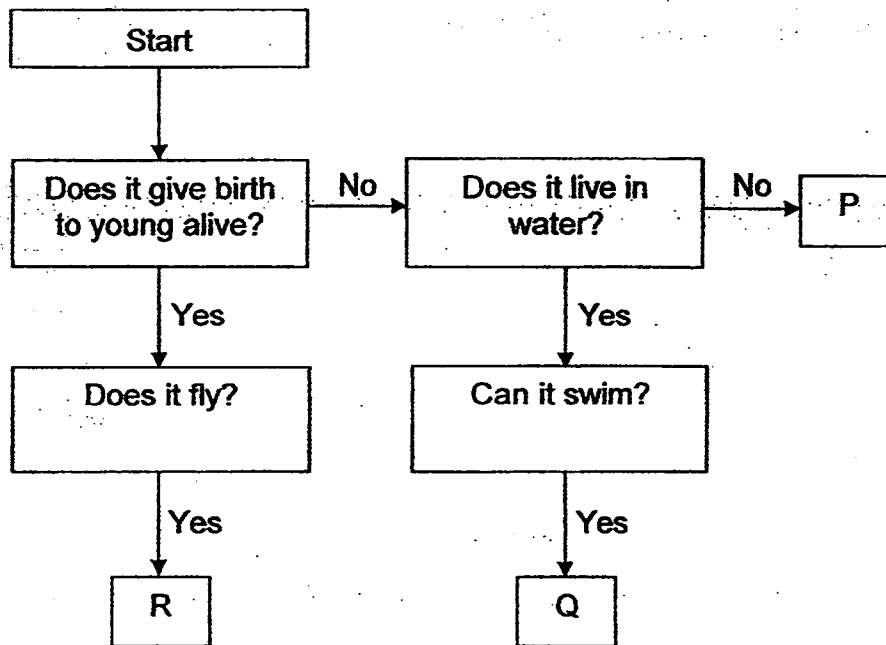 Start
Does it give birth
to young alive?
No
Does it live in
water?
No
P
Yes
Yes
Does it fly?
Can it swim?
Yes
Yes
R
Q